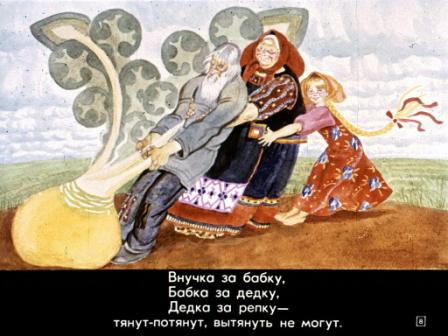 Внучка за бабку,
Бабка за дедку,
Дедка за репку—
тянут-потянут, вытянуть не могут.
8